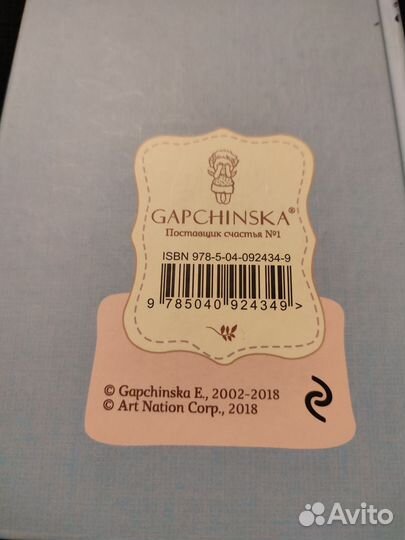 GAPCHINSKA®
Поставщик счастья №1
ISBN 978-5-04-092434-9
9 785040 924349 >
© Gapchinska E., 2002-2018
© Art Nation Corp., 2018
Avito